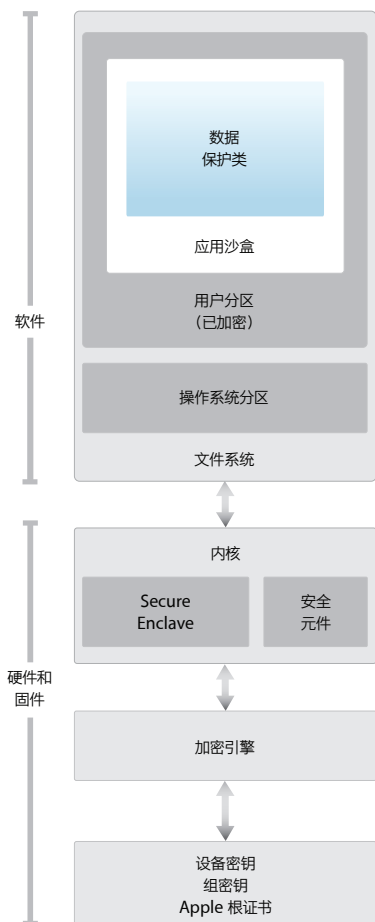 数据
保护类
应用沙盒
用户分区
（已加密）
软件
操作系统分区
文件系统
内核
Secure
Enclave
安全
元件
硬件和
固件
加密引擎
设备密钥
组密钥
Apple 根证书